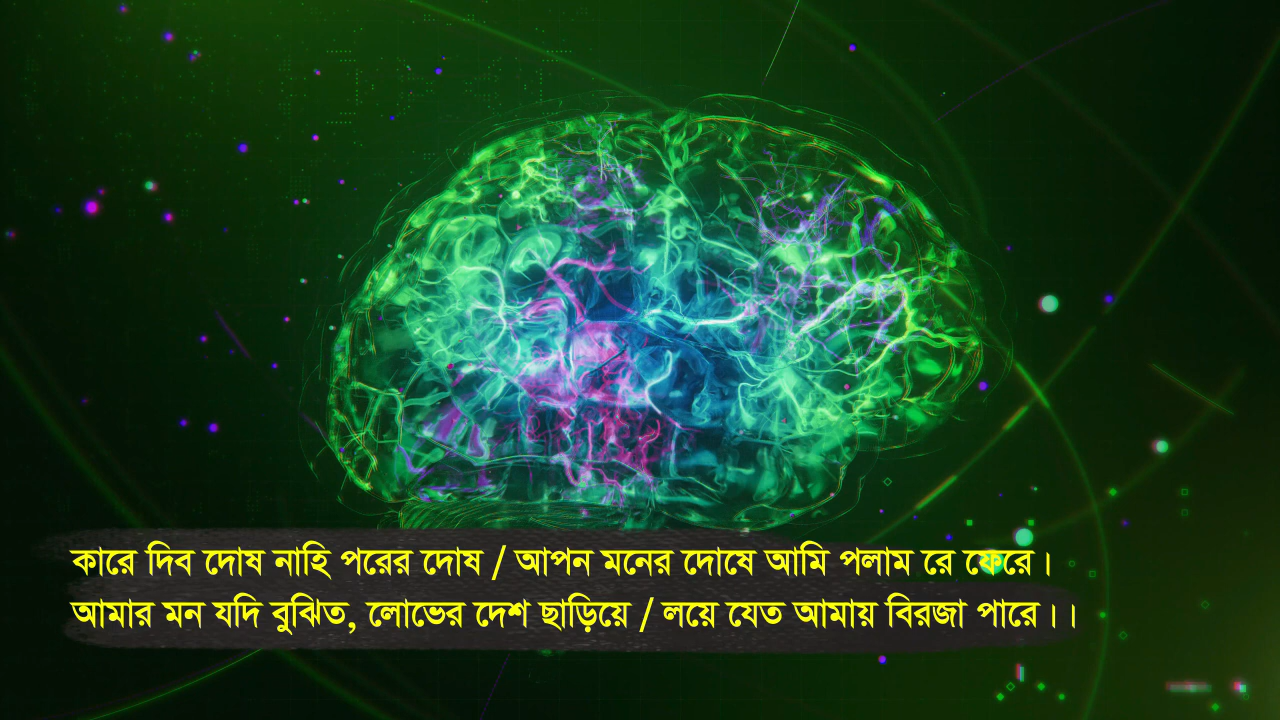 কারে দিব দোষ নাহি পরের দোষ / আপন মনের দোষে আমি পলাম রে ফেরে।
আমার মন যদি বুঝিত, লোভের দেশ ছাড়িয়ে / লয়ে যেত আমায় বিরজা পারে।।